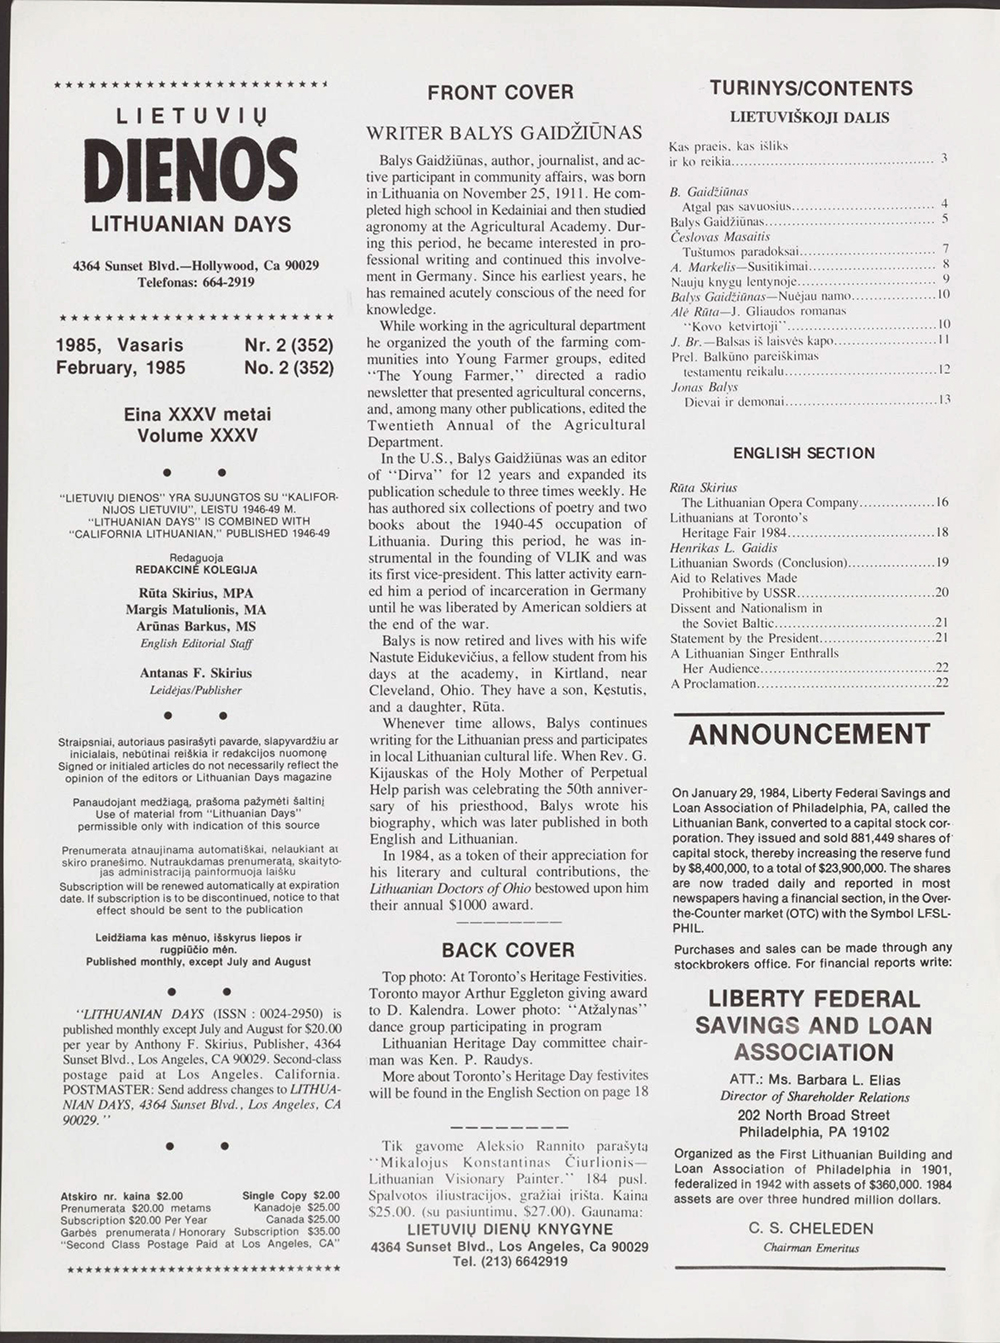 LIETUVIŲ
DIENOS
LITHUANIAN DAYS
4364 Sunset Blvd.—Hollywood, Ca 90029
Telefonas: 664-2919
1985, Vasaris Nr. 2 (352)
February, 1985 No. 2 (352)
Eina XXXV metai
Volume XXXV
"LIETUVIŲ DIENOS" YRA SUJUNGTOS SU "KALIFOR-
NIJOS LIETUVIU", LEISTU 1946-49 M.
"LITHUANIAN DAYS" IS COMBINED WITH
"CALIFORNIA LITHUANIAN," PUBLISHED 1946-49
Redaguoja
REDAKCINĖ KOLEGIJA
Rūta Skirius, MPA
Margis Matulionis, MA
Arūnas Barkus, MS
English Editorial Staff
Antanas F. Skirius
Leidėjas/Publisher
Straipsniai, autoriaus pasirašyti pavarde, slapyvardžiu ar
inicialais, nebūtinai reiškia ir redakcijos nuomonę
Signed or initialed articles do not necessarily reflect the
opinion of the editors or Lithuanian Days magazine
Panaudojant medžiagą, prašoma pažymėti šaltinį
Use of material from "Lithuanian Days"
permissible only with indication of this source
Prenumerata atnaujinama automatiškai, nelaukiant at
skiro pranešimo. Nutraukdamas prenumeratą, skaityto-
jas administraciją painformuoja laišku
Subscription will be renewed automatically at expiration
date. If subscription is to be discontinued, notice to that
effect should be sent to the publication
Leidžiama kas mėnuo, išskyrus liepos ir
rugpiūčio mėn.
Published monthly, except July and August
"LITHUANIAN DAYS (ISSN : 0024-2950) is
published monthly except July and August for $20.00
per year by Anthony F. Skirius, Publisher, 4364
Sunset Blvd., Los Angeles, CA 90029. Second-class
postage paid at Los Angeles. California.
POSTMASTER: Send address changes to LITHUA-
NIAN DAYS, 4364 Sunset Blvd., Los Angeles, CA
90029."
Atskiro nr. kaina $2.00 Single Copy $2.00
Prenumerata $20.00 metams Kanadoje $25.00
Subscription $20.00 Per Year Canada $25.00
Garbės prenumerata / Honorary Subscription $35.00
"Second Class Postage Paid at Los Angeles, CA"
FRONT COVER
WRITER BALYS GAIDŽIŪNAS
Balys Gaidžiūnas, author, journalist, and ac-
tive participant in community affairs, was born
in Lithuania on November 25, 1911. He com-
pleted high school in Kedainiai and then studied
agronomy at the Agricultural Academy. Dur-
ing this period, he became interested in pro-
fessional writing and continued this involve-
ment in Germany. Since his earliest years, he
has remained acutely conscious of the need for
knowledge.
While working in the agricultural department
he organized the youth of the farming com-
munities into Young Farmer groups, edited
"The Young Farmer," directed a radio
newsletter that presented agricultural concerns,
and, among many other publications, edited the
Twentieth Annual of the Agricultural
Department.
In the U.S., Balys Gaidžiūnas was an editor
of "Dirva" for 12 years and expanded its
publication schedule to three times weekly. He
has authored six collections of poetry and two
books about the 1940-45 occupation of
Lithuania. During this period, he was in-
strumental in the founding of VLIK and was
its first vice-president. This latter activity earn-
ed him a period of incarceration in Germany
until he was liberated by American soldiers at
the end of the war.
Balys is now retired and lives with his wife
Nastute Eidukevičius, a fellow student from his
days at the academy, in Kirtland, near
Cleveland, Ohio. They have a son, Kęstutis,
and a daughter, Rūta.
Whenever time allows, Balys continues
writing for the Lithuanian press and participates
in local Lithuanian cultural life. When Rev. G.
Kijauskas of the Holy Mother of Perpetual
Help parish was celebrating the 50th anniver-
sary of his priesthood, Balys wrote his
biography, which was later published in both
English and Lithuanian.
In 1984, as a token of their appreciation for
his literary and cultural contributions, the
Lithuanian Doctors of Ohio bestowed upon him
their annual $1000 award.
BACK COVER
Top photo: At Toronto's Heritage Festivities.
Toronto mayor Arthur Eggleton giving award
to D. Kalendra. Lower photo: "Atžalynas"
dance group participating in program
Lithuanian Heritage Day committee chair-
man was Ken. P. Raudys.
More about Toronto's Heritage Day festivites
will be found in the English Section on page 18
Tik gavome Aleksio Rannito parašytą
"Mikalojus Konstantinas Čiurlionis—
Lithuanian Visionary Painter." 184 pusl.
Spalvotos iliustracijos, gražiai įrišta. Kaina
$25.00. (su pasiuntimu, $27.00). Gaunama:
LIETUVIŲ DIENŲ KNYGYNE
4364 Sunset Blvd., Los Angeles, Ca 90029
Tel. (213) 6642919
TURINYS/CONTENTS
LIETUVIŠKOJI DALIS
Kas praeis, kas išliks
ir ko reikia 3
B. Gaidžiūnas
Atgal pas savuosius 4
Balys Gaidžiūnas 5
Česlovas Masaitis
Tuštumos paradoksai 7
A. Markelis—Susitikimai 8
Naujų knygų lentynoje 9
Balys Gaidžiūnas—Nuėjau namo 10
Alė Rūta—J. Gliaudos romanas
"Kovo ketvirtoji" 10
J. Br.—Balsas iš laisvės kapo 11
Prel. Balkūno pareiškimas
testamentų reikalu 12
Jonas Balys
Dievai ir demonai 13
ENGLISH SECTION
Rūta Skirius
The Lithuanian Opera Company 16
Lithuanians at Toronto's
Heritage Fair 1984 18
Henrikas L. Gaidis
Lithuanian Swords (Conclusion) 19
Aid to Relatives Made
Prohibitive by USSR 20
Dissent and Nationalism in
the Soviet Baltic 21
Statement by the President 21
A Lithuanian Singer Enthralls
Her Audience 22
A Proclamation 22
ANNOUNCEMENT
On January 29, 1984, Liberty Federal Savings and
Loan Association of Philadelphia, PA, called the
Lithuanian Bank, converted to a capital stock cor-
poration. They issued and sold 881,449 shares of
capital stock, thereby increasing the reserve fund
by $8,400,000, to a total of $23,900,000. The shares
are now traded daily and reported in most
newspapers having a financial section, in the Over-
the-Counter market (OTC) with the Symbol LFSL-
PHIL.
Purchases and sales can be made through any
stockbrokers office. For financial reports write:
LIBERTY FEDERAL
SAVINGS AND LOAN
ASSOCIATION
ATT.: Ms. Barbara L. Elias
Director of Shareholder Relations
202 North Broad Street
Philadelphia, PA 19102
Organized as the First Lithuanian Building and
Loan Association of Philadelphia in 1901,
federalized in 1942 with assets of $360,000. 1984
assets are over three hundred million dollars.
C. S. CHELEDEN
Chairman Emeritus